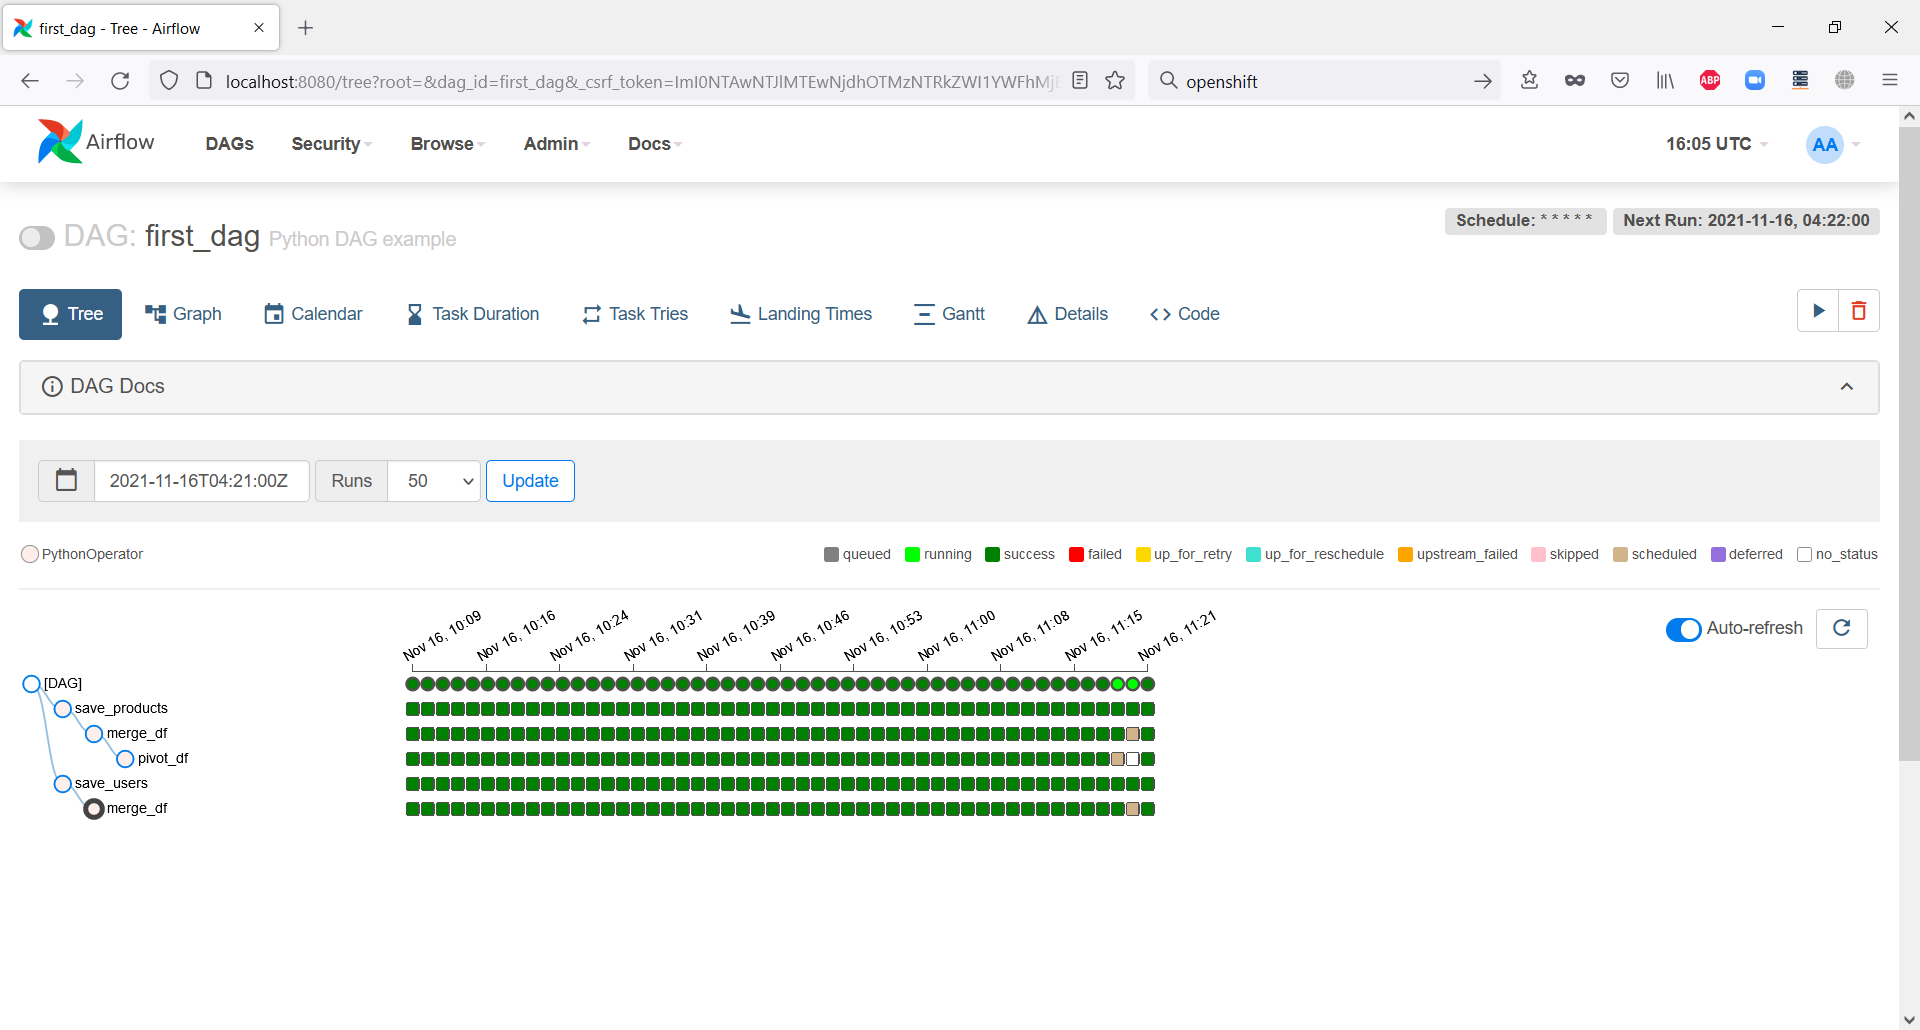 first_dag - Tree - Airflow
localhost:8080/tree?root=&dag_id=first_dag&_csrf_token=
openshift
ABP
Airflow
DAGs Security Browse Admin Docs 16:05 UTC AA
DAG: first_dag Python DAG example
Schedule: * * * * * Next Run: 2021-11-16, 04:22:00
Tree Graph Calendar Task Duration Task Tries Landing Times Gantt Details Code
DAG Docs
2021-11-16T04:21:00Z Runs 50 Update
PythonOperator queued running success failed up_for_retry up_for_reschedule upstream_failed skipped scheduled deferred no_status
Nov 16, 10:09 Nov 16, 10:16 Nov 16, 10:24 Nov 16, 10:31 Nov 16, 10:39 Nov 16, 10:46 Nov 16, 10:53 Nov 16, 11:00 Nov 16, 11:08 Nov 16, 11:15 Nov 16, 11:21
Auto-refresh
[DAG]
save_products
merge_df
pivot_df
save_users
merge_df